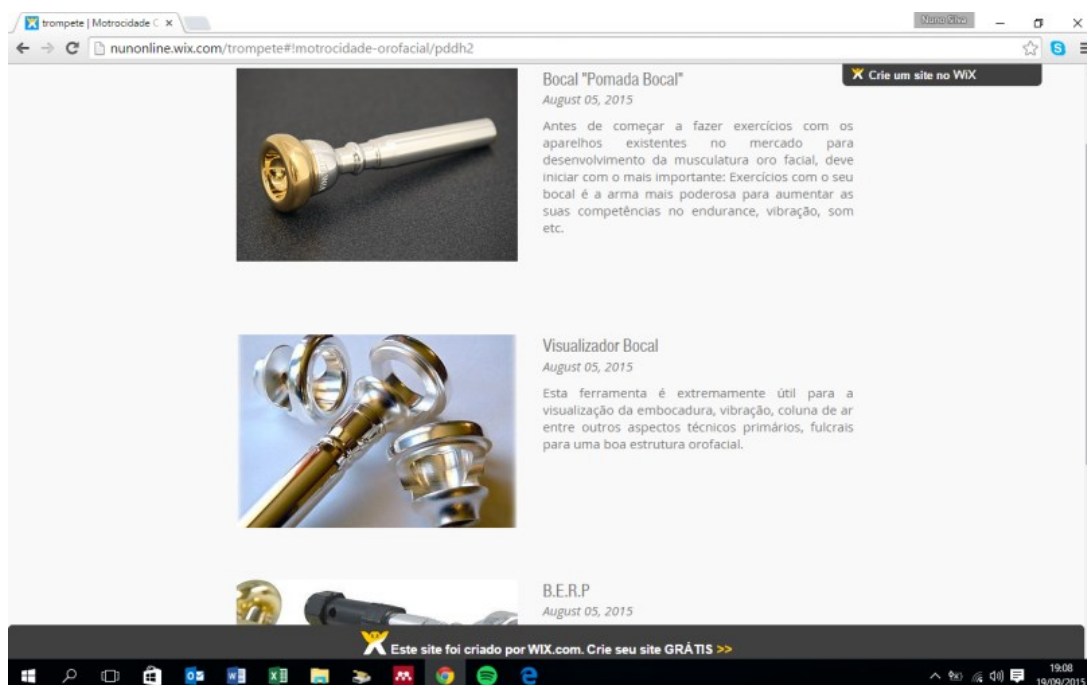 trompete | Motrocidade C
Nuno Silva
nunonline.wix.com/trompete#!motrocidade-orofacial/pddh2
Crie um site no WiX
Bocal "Pomada Bocal"
August 05, 2015
Antes de começar a fazer exercícios com os
aparelhos existentes no mercado para
desenvolvimento da musculatura oro facial, deve
iniciar com o mais importante: Exercícios com o seu
bocal é a arma mais poderosa para aumentar as
suas competências no endurance, vibração, som
etc.
Visualizador Bocal
August 05, 2015
Esta ferramenta é extremamente útil para a
visualização da embocadura, vibração, coluna de ar
entre outros aspectos técnicos primários, fulcrais
para uma boa estrutura orofacial.
B.E.R.P
August 05, 2015
Este site foi criado por WIX.com. Crie seu site GRÁTIS >>
19:08
19/09/2015